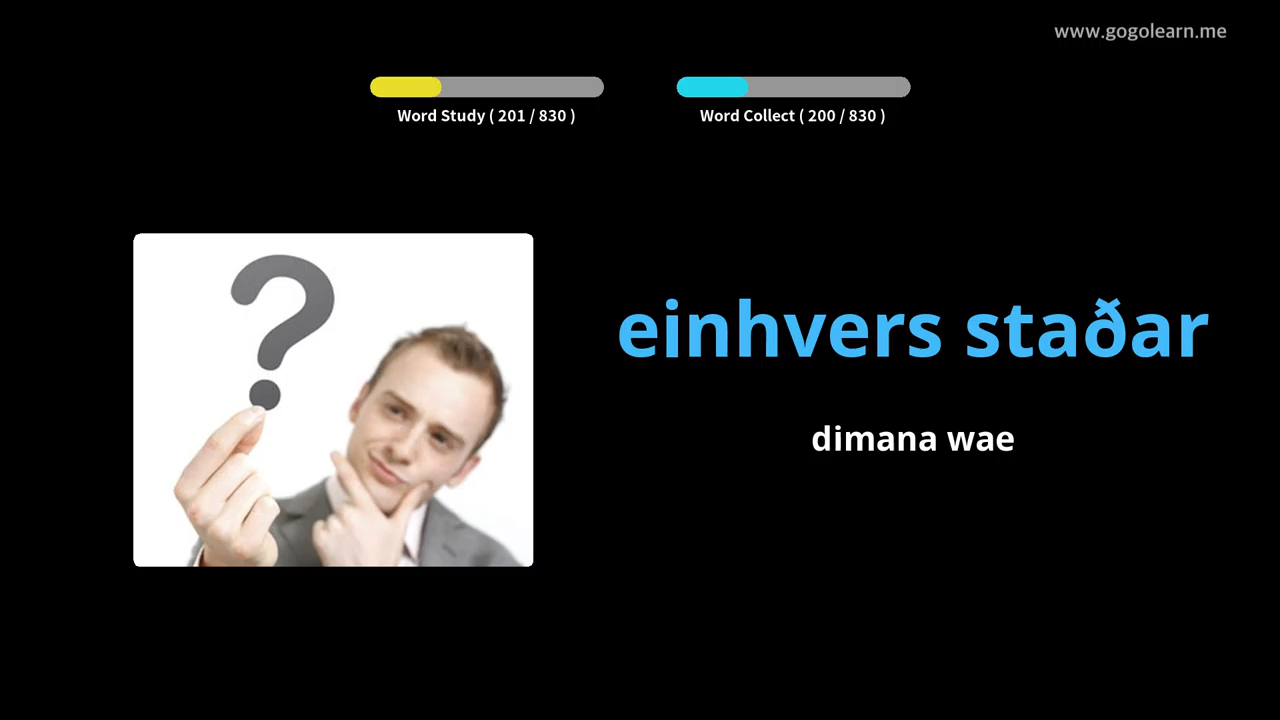 www.gogolearn.me
Word Study ( 201 / 830 )
Word Collect ( 200 / 830 )
einhvers staðar
dimana wae